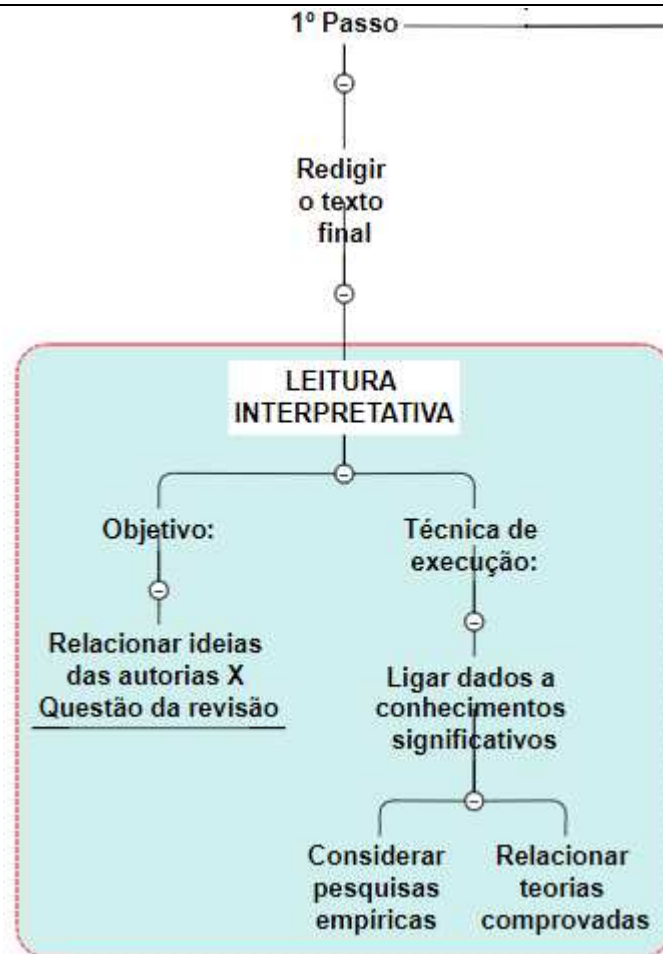 1º Passo
Redigir
o texto
final
LEITURA
INTERPRETATIVA
Objetivo:
Relacionar ideias
das autorias X
Questão da revisão
Técnica de
execução:
Ligar dados a
conhecimentos
significativos
Considerar
pesquisas
empíricas
Relacionar
teorias
comprovadas